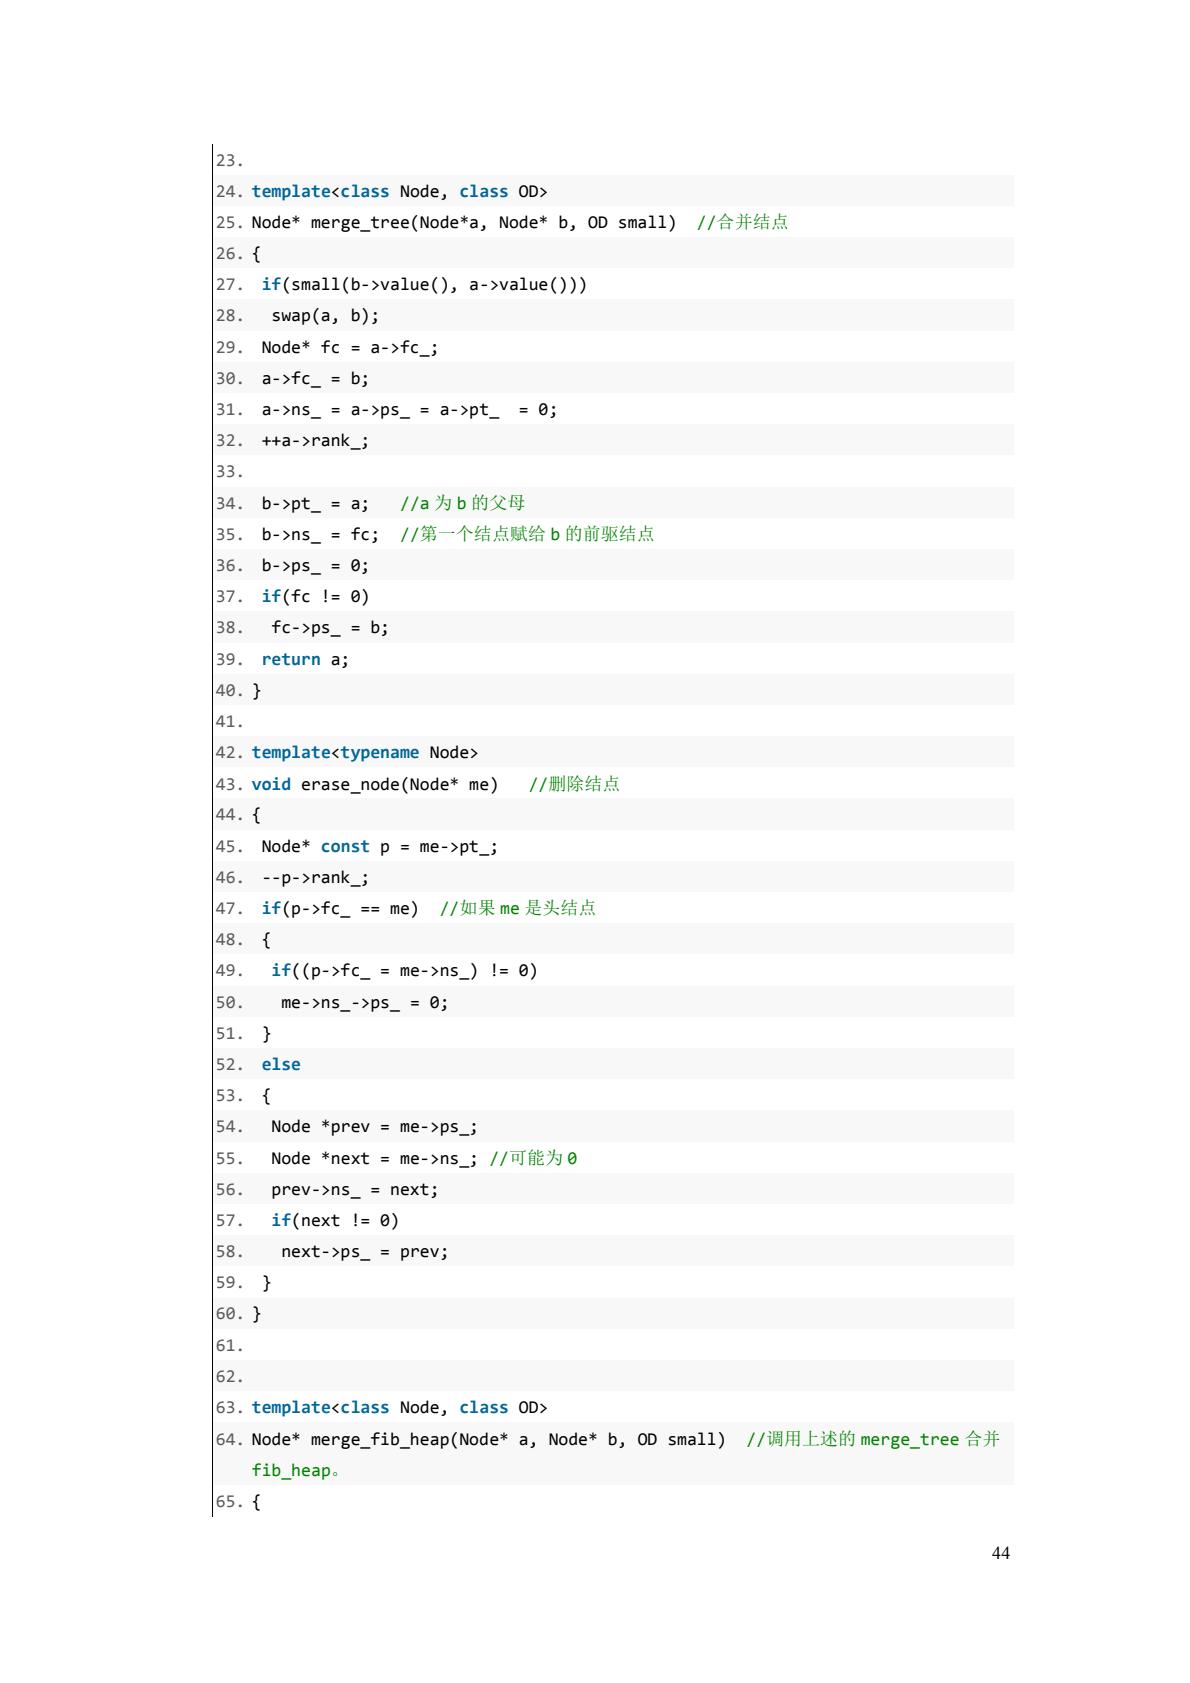 23.
24. template<class Node, class OD>
25. Node* merge_tree(Node*a, Node* b, OD small)  //合并结点
26. {
27.  if(small(b->value(), a->value()))
28.   swap(a, b);
29.  Node* fc = a->fc_;
30.  a->fc_ = b;
31.  a->ns_ = a->ps_ = a->pt_  = 0;
32.  ++a->rank_;
33.
34.  b->pt_ = a;   //a 为 b 的父母
35.  b->ns_ = fc;  //第一个结点赋给 b 的前驱结点
36.  b->ps_ = 0;
37.  if(fc != 0)
38.   fc->ps_ = b;
39.  return a;
40. }
41.
42. template<typename Node>
43. void erase_node(Node* me)   //删除结点
44. {
45.  Node* const p = me->pt_;
46.  --p->rank_;
47.  if(p->fc_ == me)  //如果 me 是头结点
48.  {
49.   if((p->fc_ = me->ns_) != 0)
50.    me->ns_->ps_ = 0;
51.  }
52.  else
53.  {
54.   Node *prev = me->ps_;
55.   Node *next = me->ns_; //可能为 0
56.   prev->ns_ = next;
57.   if(next != 0)
58.    next->ps_ = prev;
59.  }
60. }
61.
62.
63. template<class Node, class OD>
64. Node* merge_fib_heap(Node* a, Node* b, OD small)  //调用上述的 merge_tree 合并
fib_heap。
65. {
44